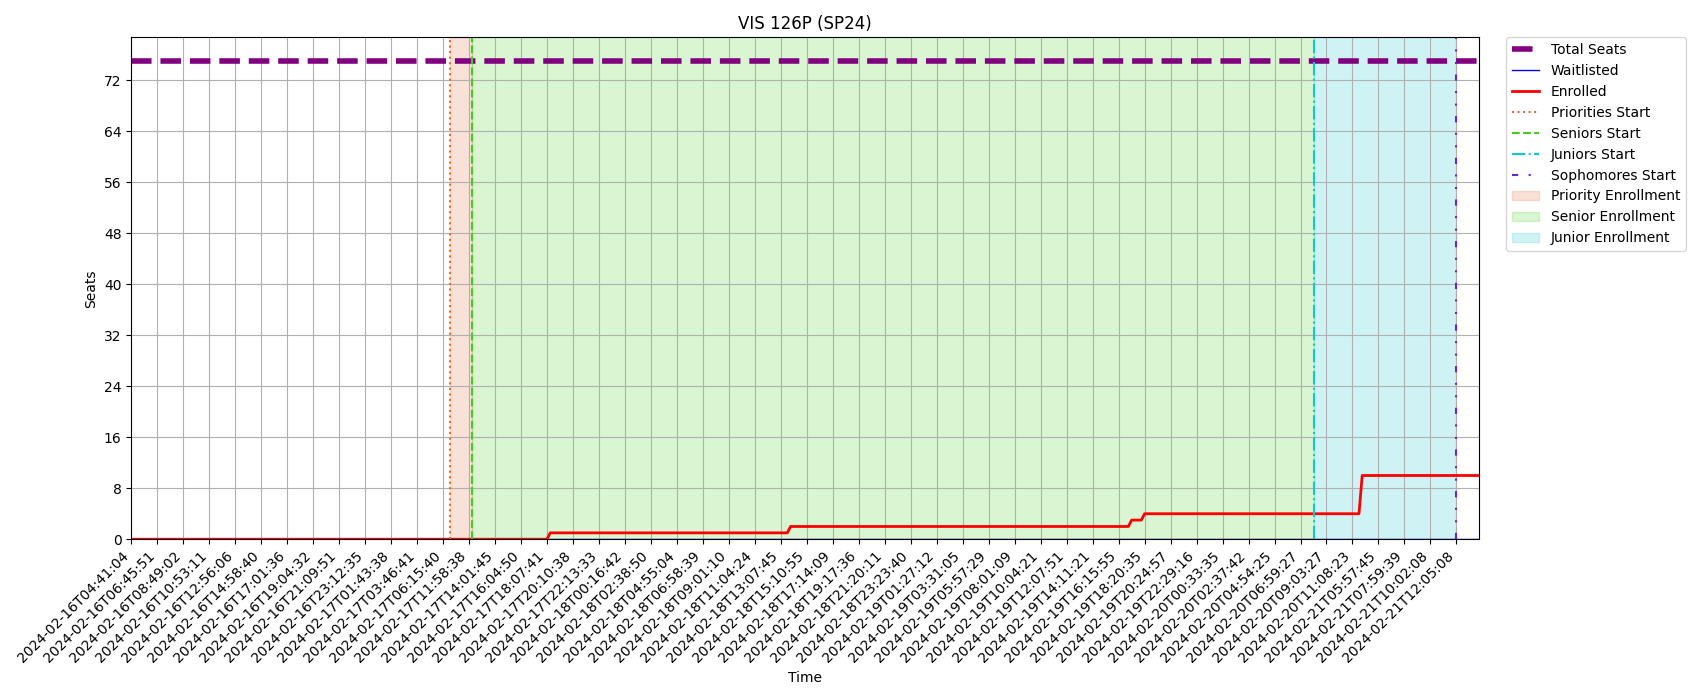 VIS 126P (SP24)
Total Seats
Waitlisted
Enrolled
Priorities Start
Seniors Start
Juniors Start
Sophomores Start
Priority Enrollment
Senior Enrollment
Junior Enrollment
Seats
72
64
56
48
40
32
24
16
8
0
2024-02-16T04:41:04
2024-02-16T06:45:51
2024-02-16T08:49:02
2024-02-16T10:53:11
2024-02-16T12:56:06
2024-02-16T14:58:40
2024-02-16T17:01:36
2024-02-16T19:04:32
2024-02-16T21:09:51
2024-02-16T23:12:35
2024-02-17T01:43:38
2024-02-17T03:46:41
2024-02-17T06:15:40
2024-02-17T11:58:38
2024-02-17T14:01:45
2024-02-17T16:04:50
2024-02-17T18:07:41
2024-02-17T20:10:38
2024-02-17T22:13:33
2024-02-18T00:16:42
2024-02-18T02:38:50
2024-02-18T04:55:04
2024-02-18T06:58:39
2024-02-18T09:01:10
2024-02-18T11:04:24
2024-02-18T13:07:45
2024-02-18T15:10:55
2024-02-18T17:14:09
2024-02-18T19:17:36
2024-02-18T21:20:11
2024-02-18T23:23:40
2024-02-19T01:27:12
2024-02-19T03:31:05
2024-02-19T05:57:29
2024-02-19T08:01:09
2024-02-19T10:04:21
2024-02-19T12:07:51
2024-02-19T14:11:21
2024-02-19T16:15:55
2024-02-19T18:20:35
2024-02-19T20:24:57
2024-02-19T22:29:16
2024-02-20T00:33:35
2024-02-20T02:37:42
2024-02-20T04:54:25
2024-02-20T06:59:27
2024-02-20T09:03:27
2024-02-20T11:08:23
2024-02-21T05:57:45
2024-02-21T07:59:39
2024-02-21T10:02:08
2024-02-21T12:05:08
Time